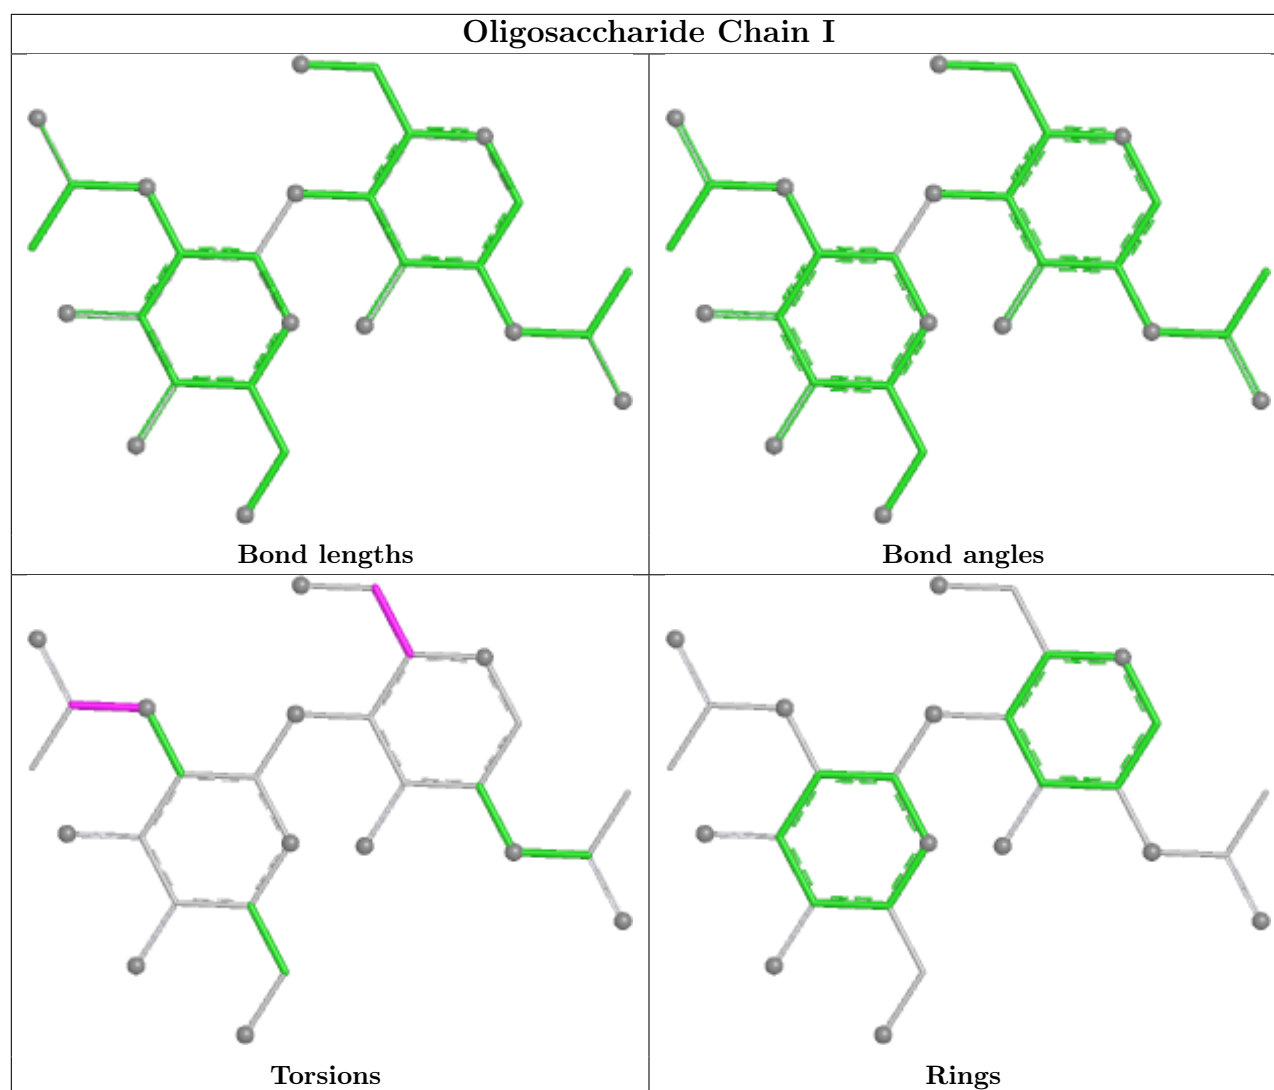 Oligosaccharide Chain I
Bond lengths
Bond angles
Torsions
Rings